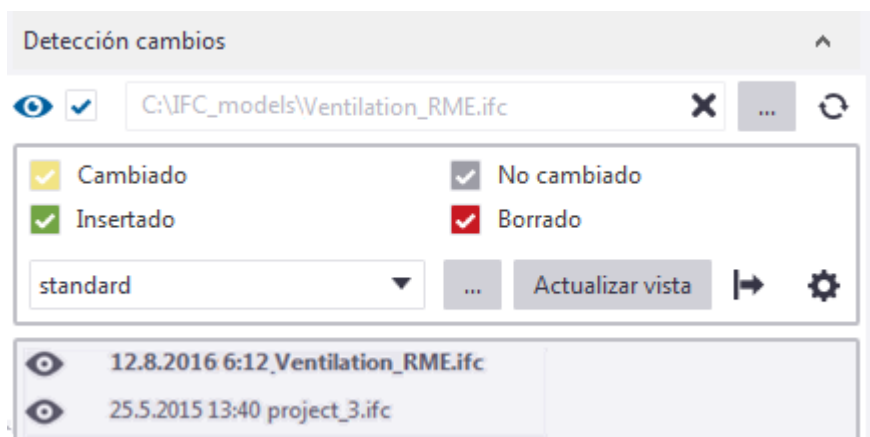 Detección cambios
C:\IFC_models\Ventilation_RME.ifc ...
Cambiado No cambiado
Insertado Borrado
standard ... Actualizar vista
12.8.2016 6:12 Ventilation_RME.ifc
25.5.2015 13:40 project_3.ifc